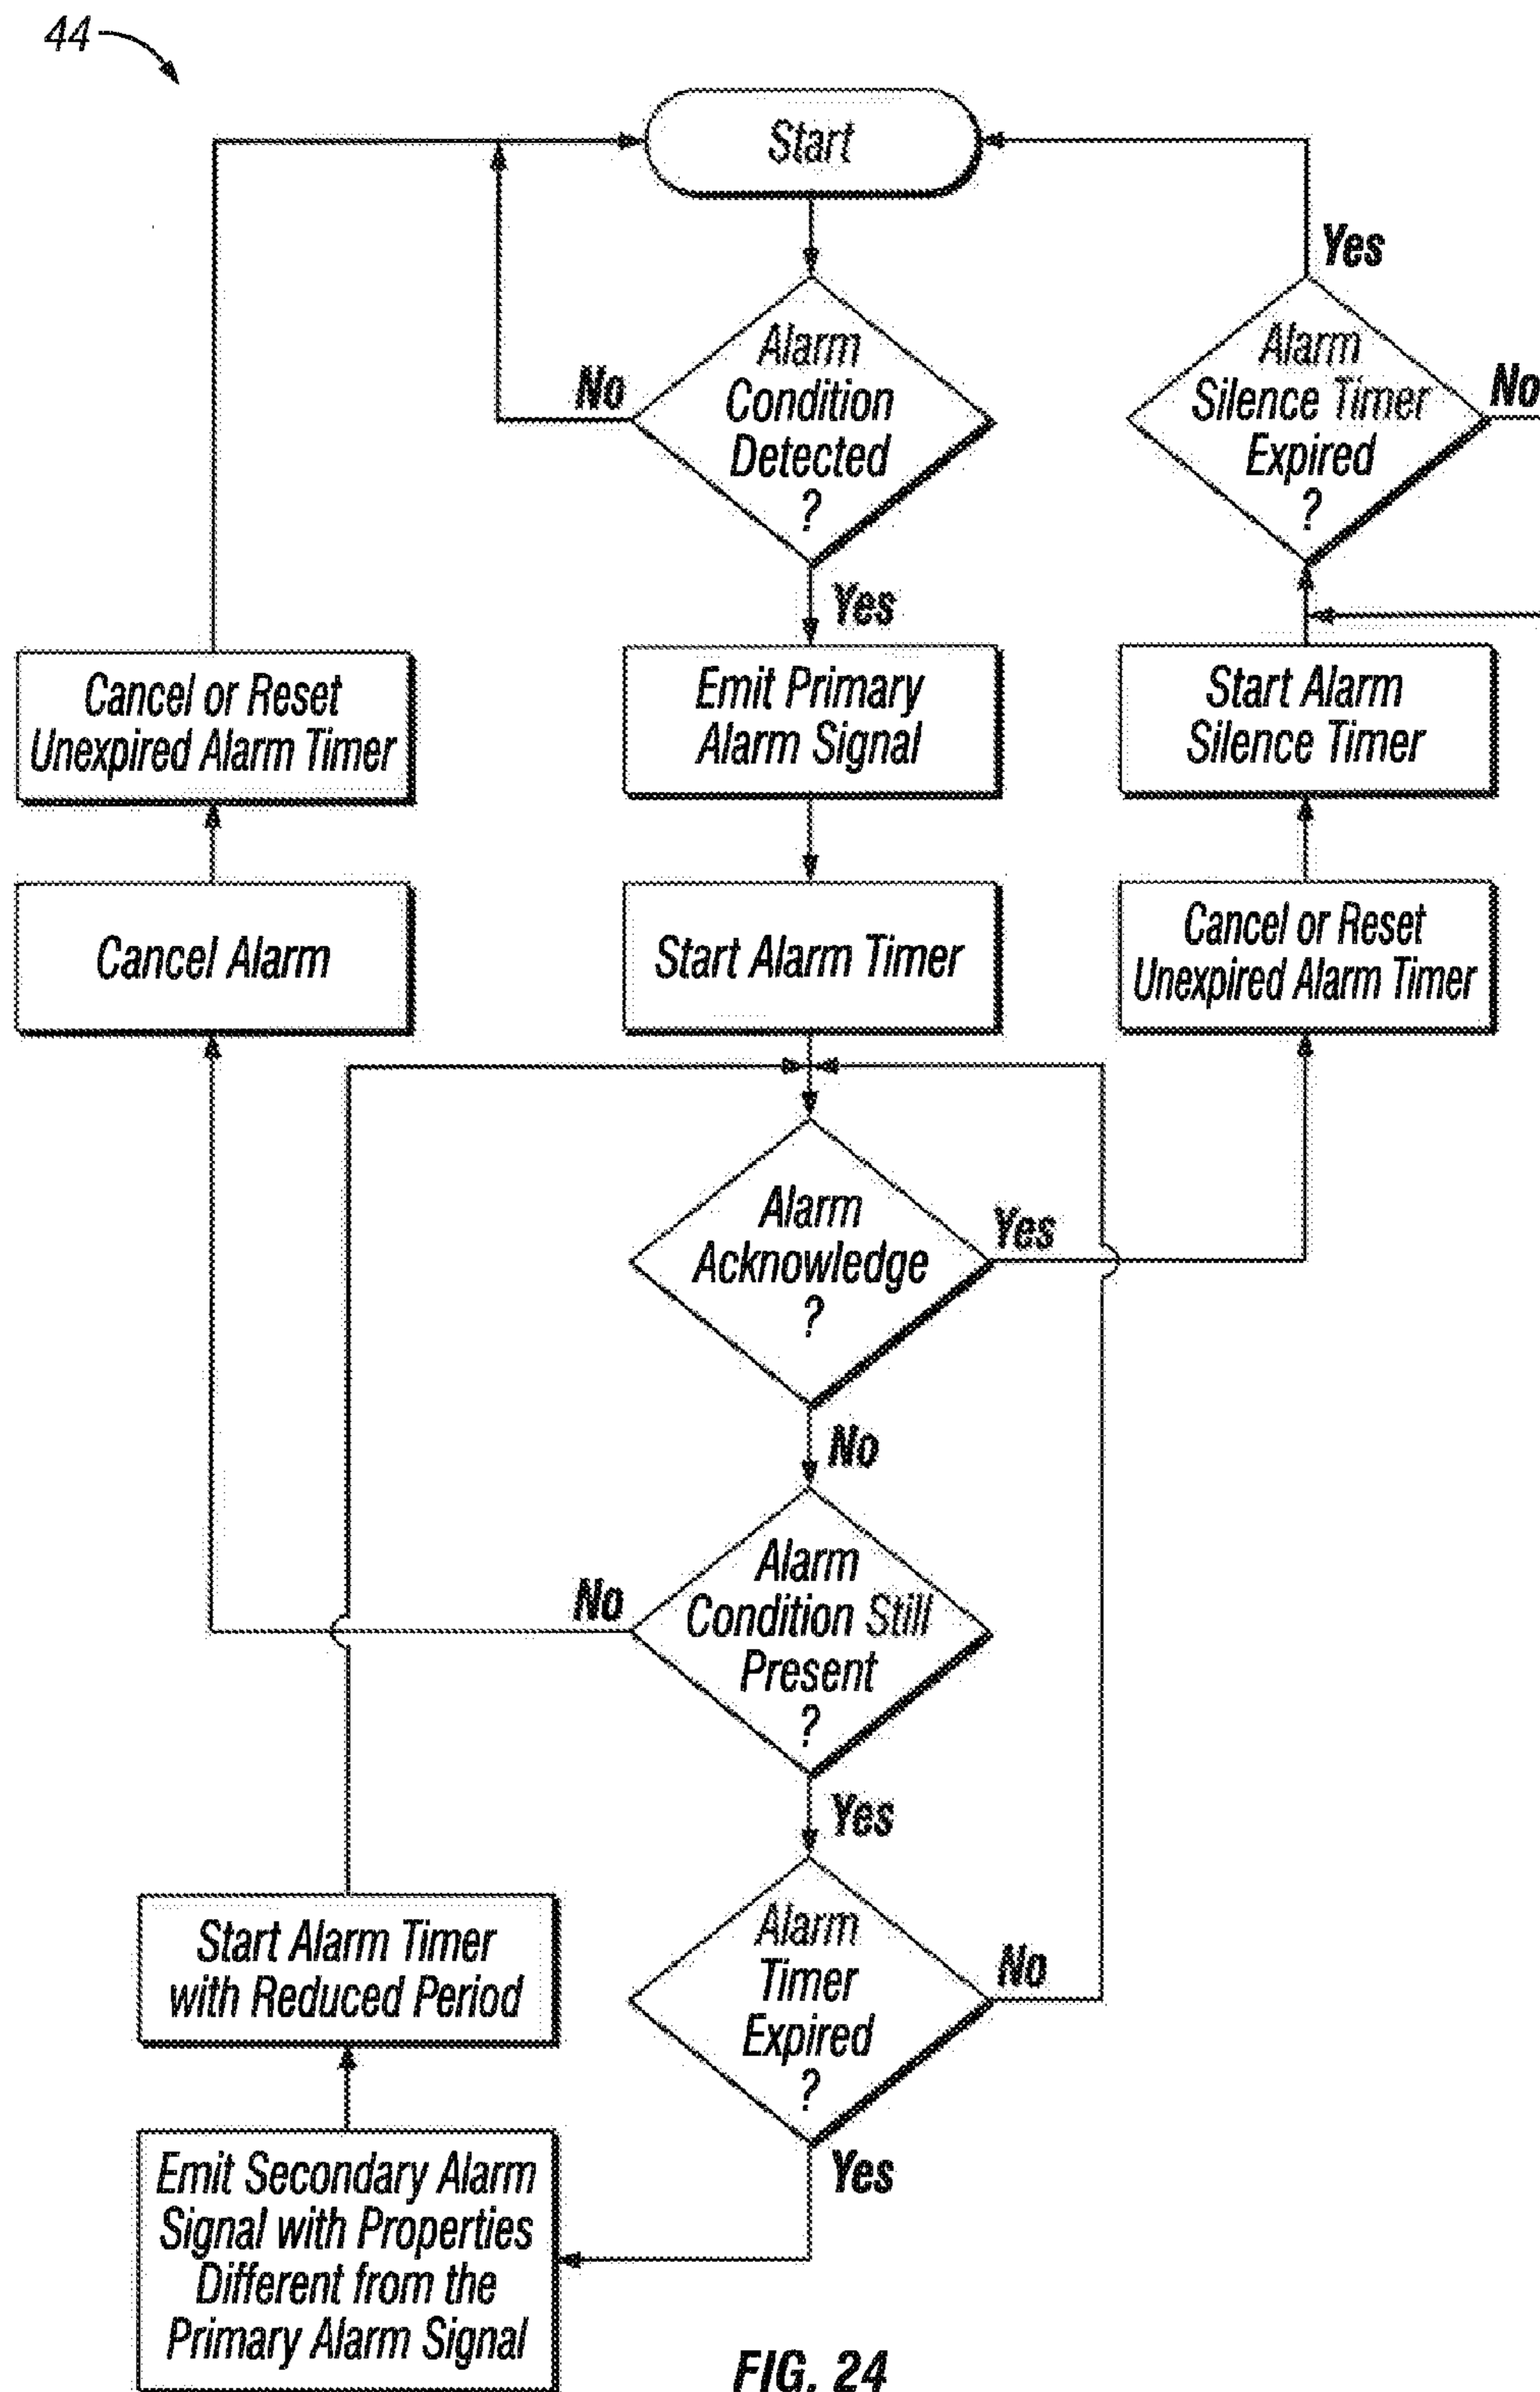 44
Start
Yes
Alarm
Condition
Detected
?
No
Alarm
Silence Timer
Expired
?
No
Yes
Cancel or Reset
Unexpired Alarm Timer
Emit Primary
Alarm Signal
Start Alarm
Silence Timer
Cancel Alarm
Start Alarm Timer
Cancel or Reset
Unexpired Alarm Timer
Alarm
Acknowledge
?
Yes
No
Alarm
Condition Still
Present
?
No
Yes
Start Alarm Timer
with Reduced Period
Alarm
Timer
Expired
?
No
Yes
Emit Secondary Alarm
Signal with Properties
Different from the
Primary Alarm Signal
FIG. 24